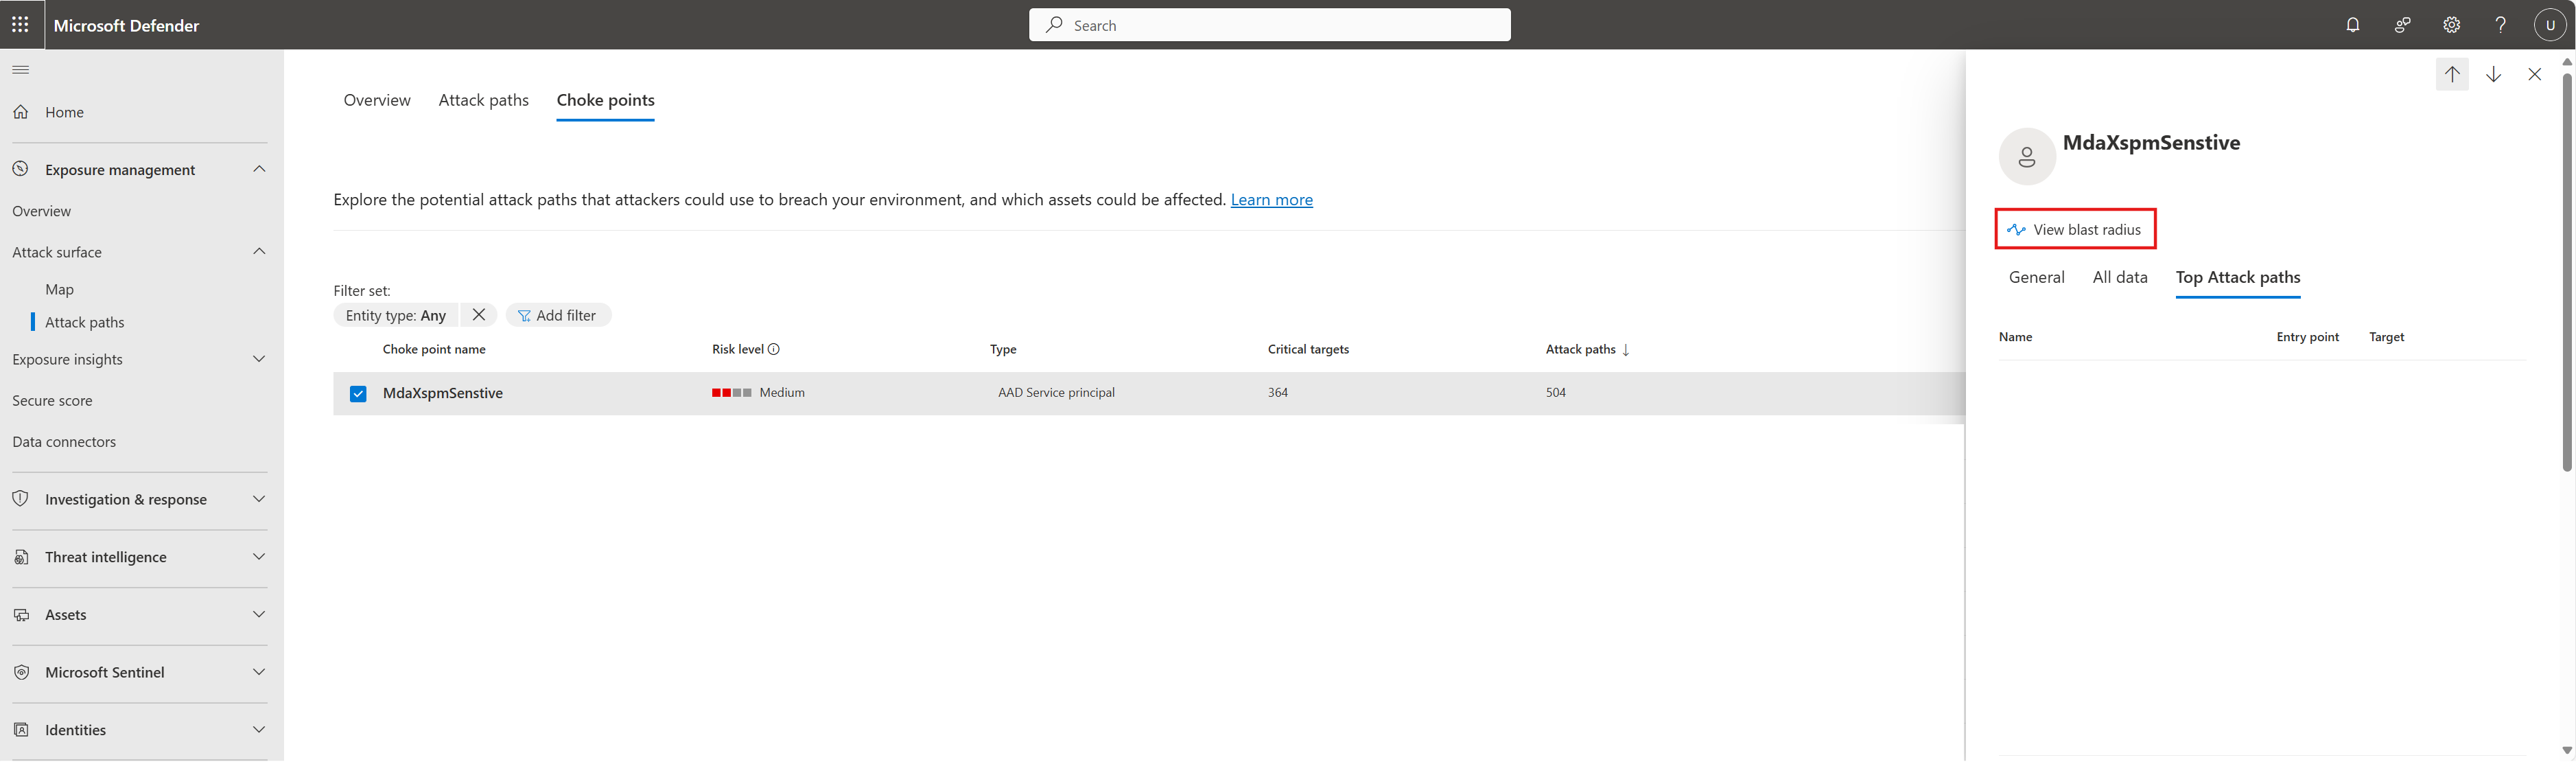 Microsoft Defender
Search
U
Home
Exposure management
Overview
Attack surface
Map
Attack paths
Exposure insights
Secure score
Data connectors
Investigation & response
Threat intelligence
Assets
Microsoft Sentinel
Identities
Overview Attack paths Choke points
Explore the potential attack paths that attackers could use to breach your environment, and which assets could be affected. Learn more
Filter set:
Entity type: Any Add filter
Choke point name Risk level Type Critical targets Attack paths
MdaXspmSenstive Medium AAD Service principal 364 504
MdaXspmSenstive
View blast radius
General All data Top Attack paths
Name Entry point Target